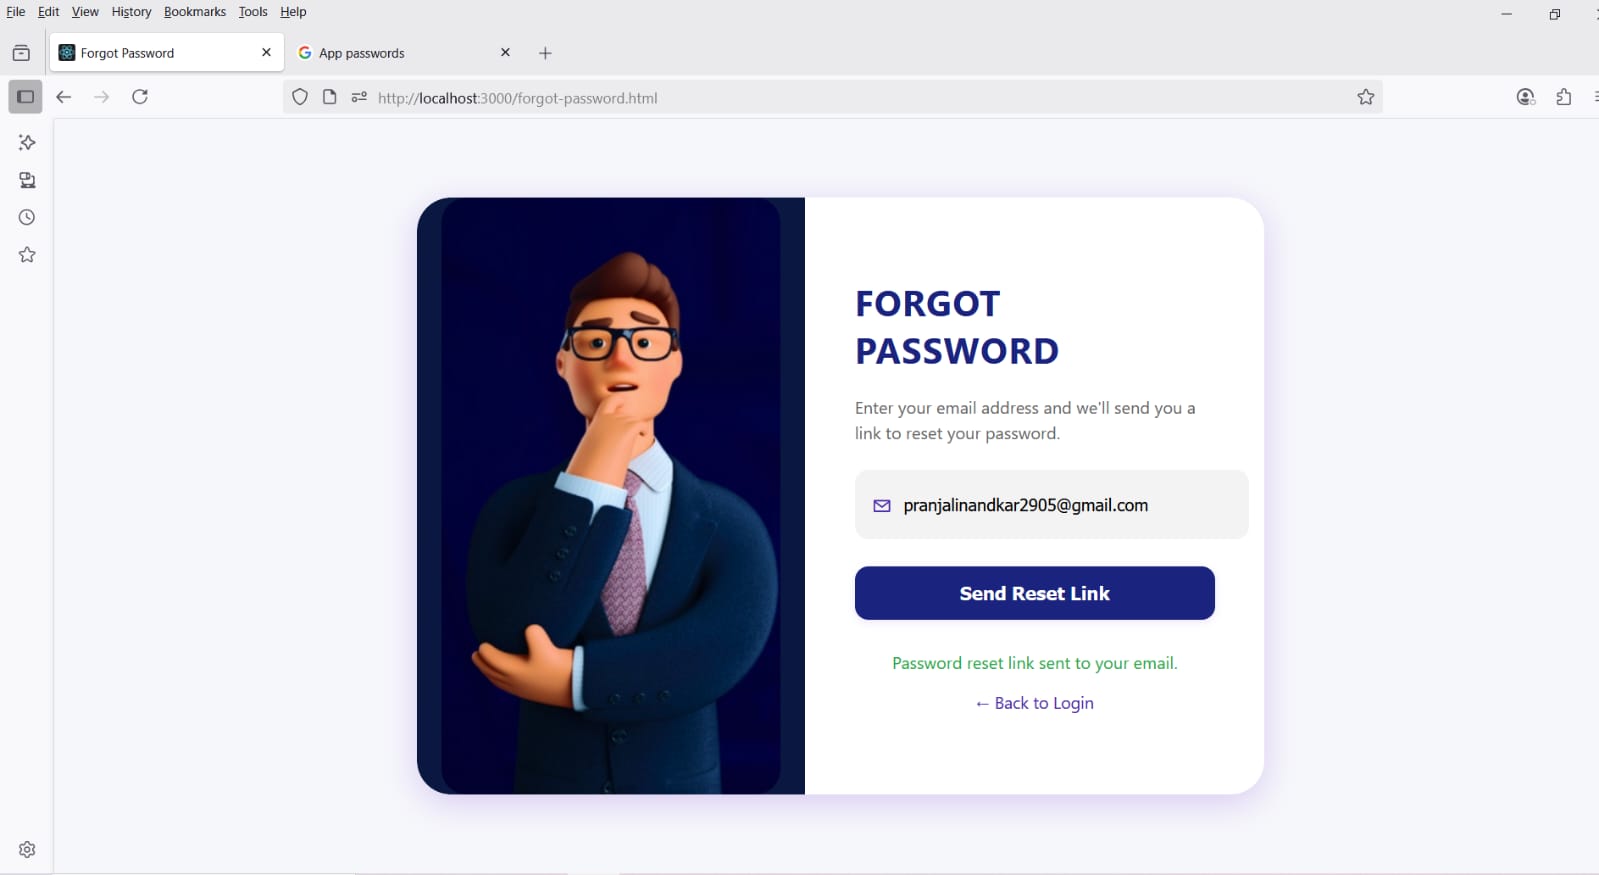 File Edit View History Bookmarks Tools Help
Forgot Password
App passwords
http://localhost:3000/forgot-password.html
FORGOT
PASSWORD
Enter your email address and we'll send you a
link to reset your password.
pranjalinandkar2905@gmail.com
Send Reset Link
Password reset link sent to your email.
← Back to Login